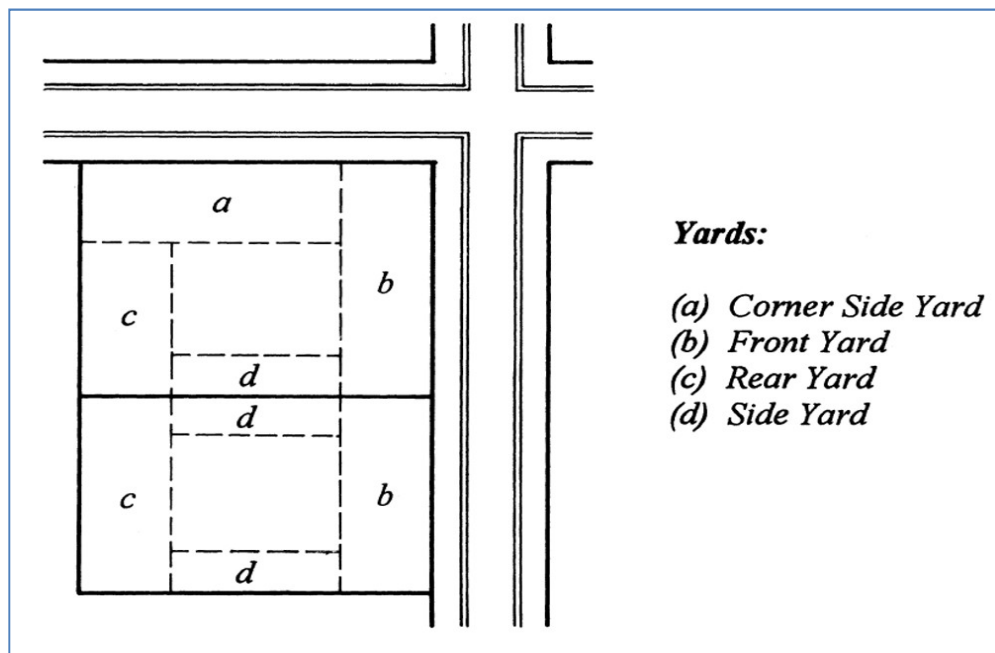 a
Yards:
b
c
(a) Corner Side Yard
(b) Front Yard
d
(c) Rear Yard
d
(d) Side Yard
c
b
d